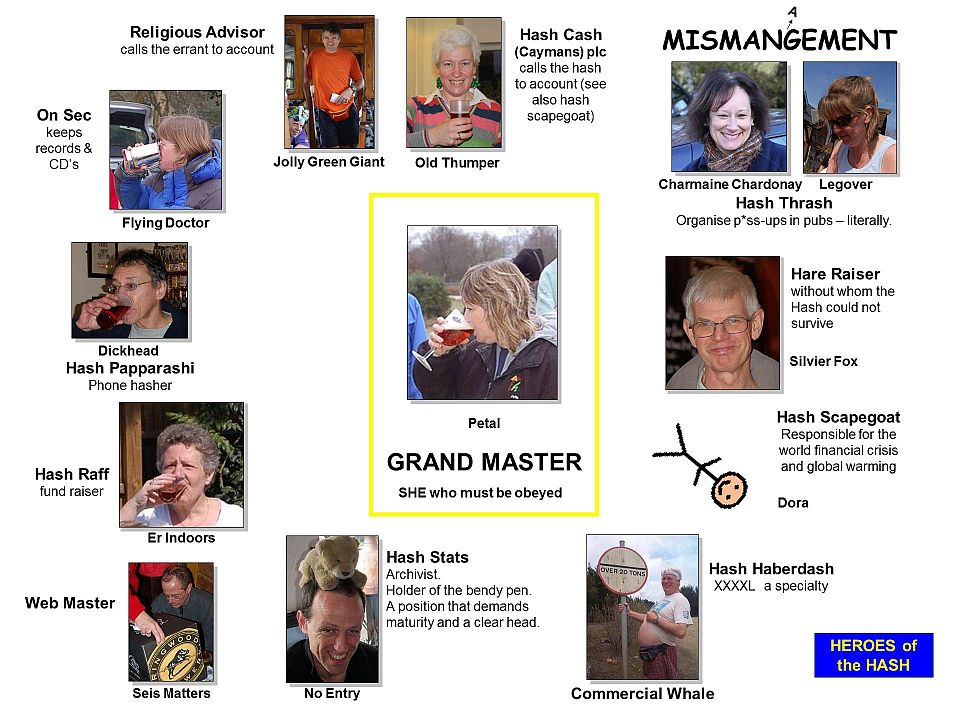 A
MISMANGEMENT
Religious Advisor
calls the errant to account
Jolly Green Giant
Old Thumper
Hash Cash
(Caymans) plc
calls the hash
to account (see
also hash
scapegoat)
On Sec
keeps
records &
CD's
Flying Doctor
Charmaine Chardonay
Legover
Hash Thrash
Organise p*ss-ups in pubs – literally.
Dickhead
Hash Papparashi
Phone hasher
Petal
GRAND MASTER
SHE who must be obeyed
Hare Raiser
without whom the
Hash could not
survive
Silvier Fox
Hash Raff
fund raiser
Er Indoors
Hash Scapegoat
Responsible for the
world financial crisis
and global warming
Dora
Web Master
Seis Matters
RINGWOOD
Hash Stats
Archivist.
Holder of the bendy pen.
A position that demands
maturity and a clear head.
No Entry
OVER 20 TONS
Commercial Whale
Hash Haberdash
XXXL a specialty
HEROES of
the HASH